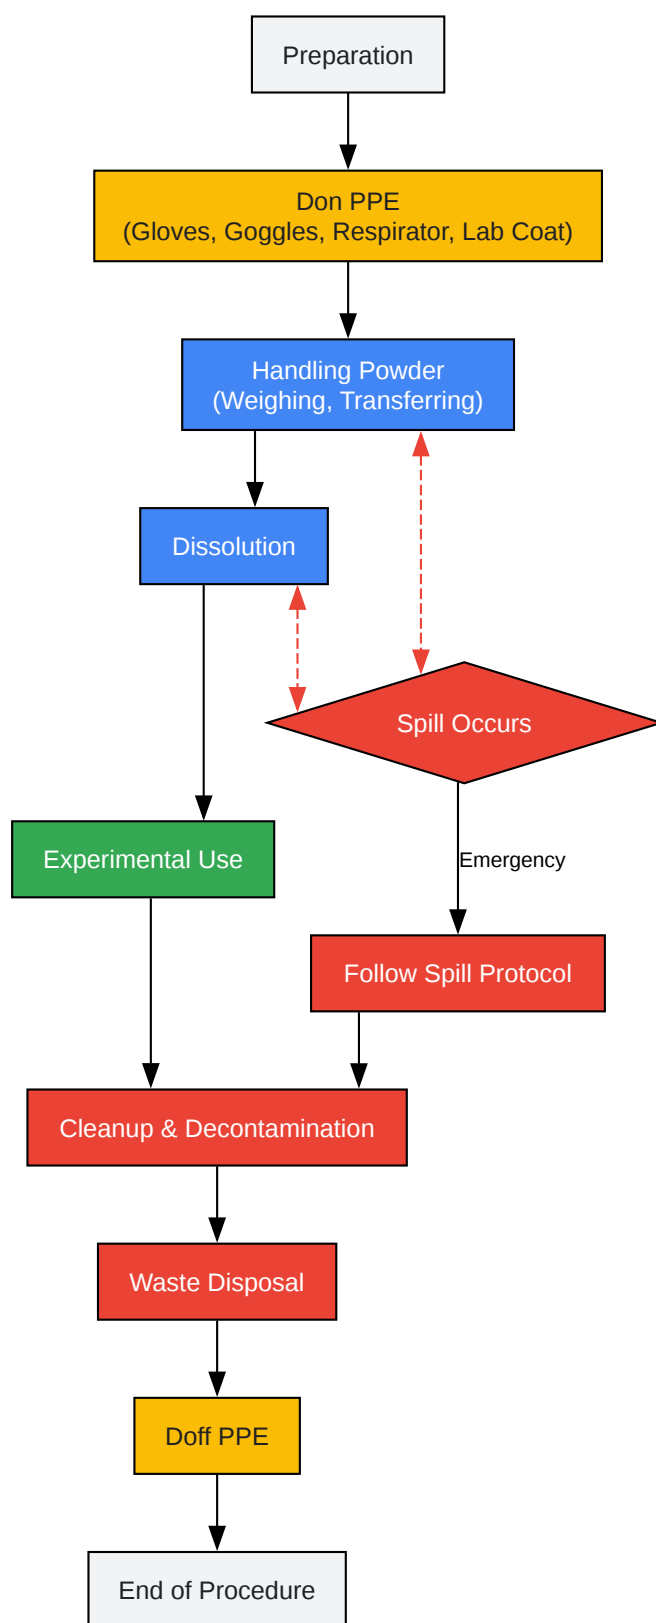 Preparation
Don PPE
(Gloves, Goggles, Respirator, Lab Coat)
Handling Powder
(Weighing, Transferring)
Dissolution
Spill Occurs
Experimental Use
Emergency
Follow Spill Protocol
Cleanup & Decontamination
Waste Disposal
Doff PPE
End of Procedure